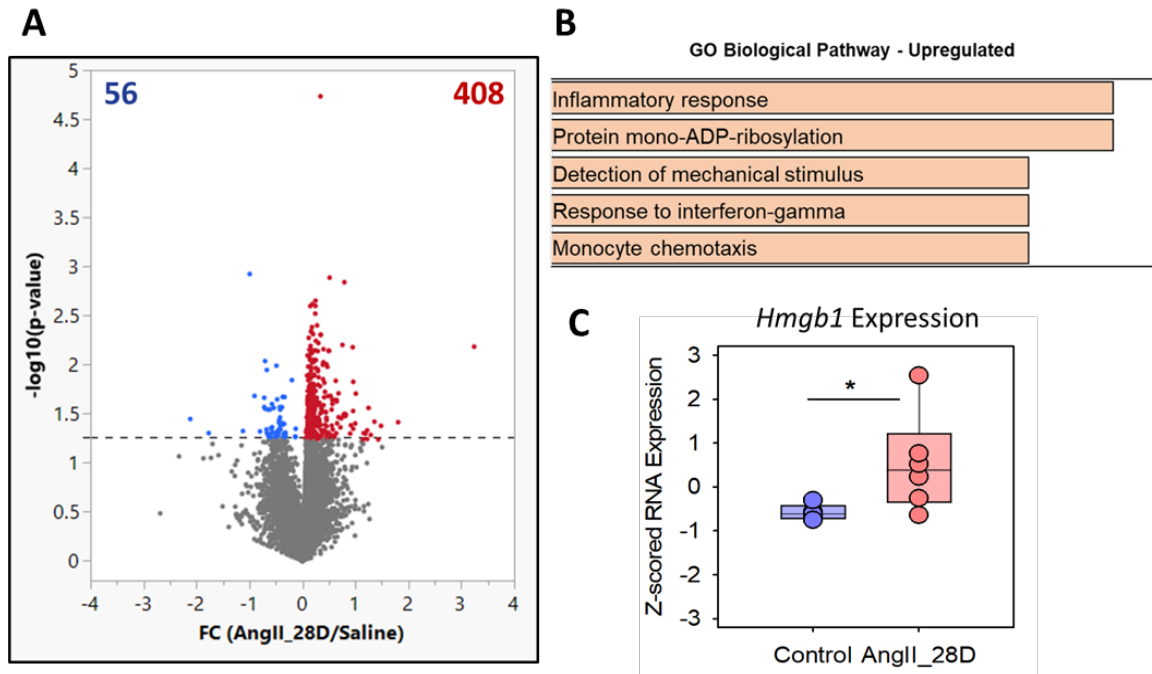 A
56
408
5
4.5
4
3.5
3
2.5
2
1.5
1
0.5
0
-log10(p-value)
-4 -3 -2 -1 0 1 2 3 4
FC (AngII_28D/Saline)
B
GO Biological Pathway - Upregulated
Inflammatory response
Protein mono-ADP-ribosylation
Detection of mechanical stimulus
Response to interferon-gamma
Monocyte chemotaxis
C
Hmgb1 Expression
3
2
1
0
-1
-2
-3
*
Z-scored RNA Expression
Control AngII_28D